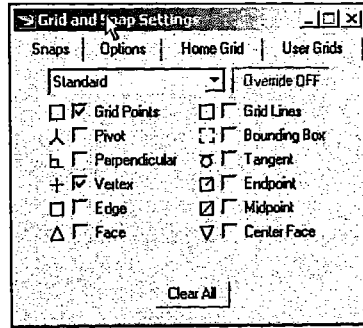 Grid and Snap Settings
Snaps Options Home Grid User Grids
Standard Override OFF
Grid Points Grid Lines
Pivot Bounding Box
Perpendicular Tangent
Vertex Endpoint
Edge Midpoint
Face Center Face
Clear All